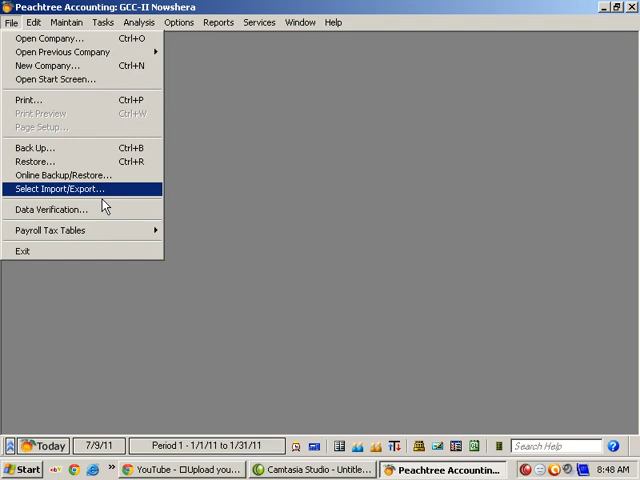 Peachtree Accounting: GCC-II Nowshera
File Edit Maintain Tasks Analysis Options Reports Services Window Help
Open Company... Ctrl+O
Open Previous Company
New Company... Ctrl+N
Open Start Screen...
Print... Ctrl+P
Print Preview Ctrl+W
Page Setup...
Back Up... Ctrl+B
Restore... Ctrl+R
Online Backup/Restore...
Select Import/Export...
Data Verification...
Payroll Tax Tables
Exit
Today 7/9/11 Period 1 - 1/1/11 to 1/31/11 Search Help
Start YouTube - Upload you... Camtasia Studio - Untitle... Peachtree Accountin... 8:48 AM